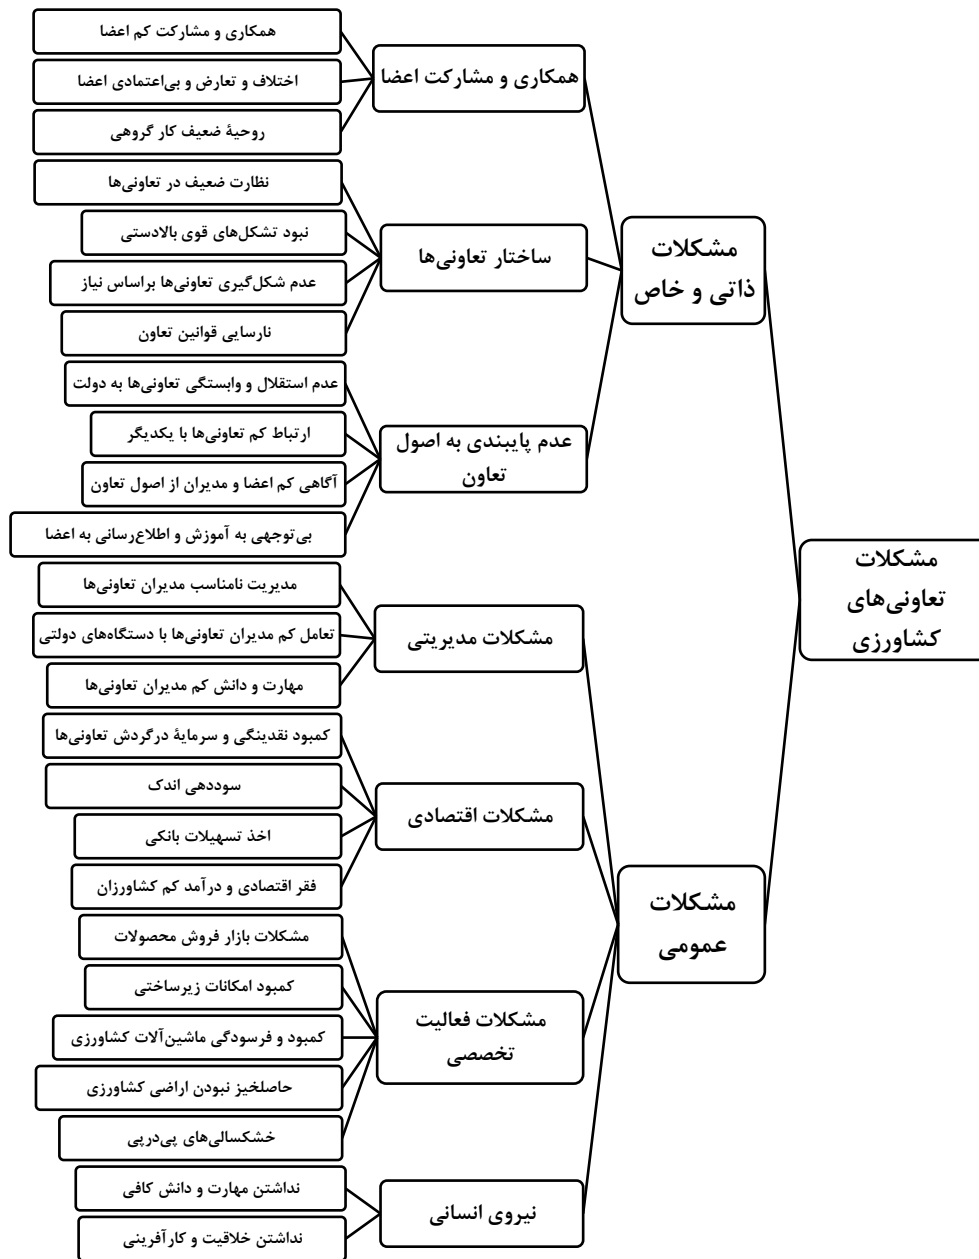 مشکلات
تعاونی‌های
کشاورزی
مشکلات
ذاتی و خاص
همکاری و مشارکت اعضا
همکاری و مشارکت کم اعضا
اختلاف و تعارض و بی‌اعتمادی اعضا
روحیهٔ ضعیف کار گروهی
ساختار تعاونی‌ها
نظارت ضعیف در تعاونی‌ها
نبود تشکل‌های قوی بالادستی
عدم شکل‌گیری تعاونی‌ها براساس نیاز
نارسایی قوانین تعاون
عدم پایبندی به اصول
تعاون
عدم استقلال و وابستگی تعاونی‌ها به دولت
ارتباط کم تعاونی‌ها با یکدیگر
آگاهی کم اعضا و مدیران از اصول تعاون
بی‌توجهی به آموزش و اطلاع‌رسانی به اعضا
مشکلات
عمومی
مشکلات مدیریتی
مدیریت نامناسب مدیران تعاونی‌ها
تعامل کم مدیران تعاونی‌ها با دستگاه‌های دولتی
مهارت و دانش کم مدیران تعاونی‌ها
مشکلات اقتصادی
کمبود نقدینگی و سرمایهٔ درگردش تعاونی‌ها
سوددهی اندک
اخذ تسهیلات بانکی
فقر اقتصادی و درآمد کم کشاورزان
مشکلات فعالیت
تخصصی
مشکلات بازار فروش محصولات
کمبود امکانات زیرساختی
کمبود و فرسودگی ماشین‌آلات کشاورزی
حاصلخیز نبودن اراضی کشاورزی
خشکسالی‌های پی‌درپی
نیروی انسانی
نداشتن مهارت و دانش کافی
نداشتن خلاقیت و کارآفرینی